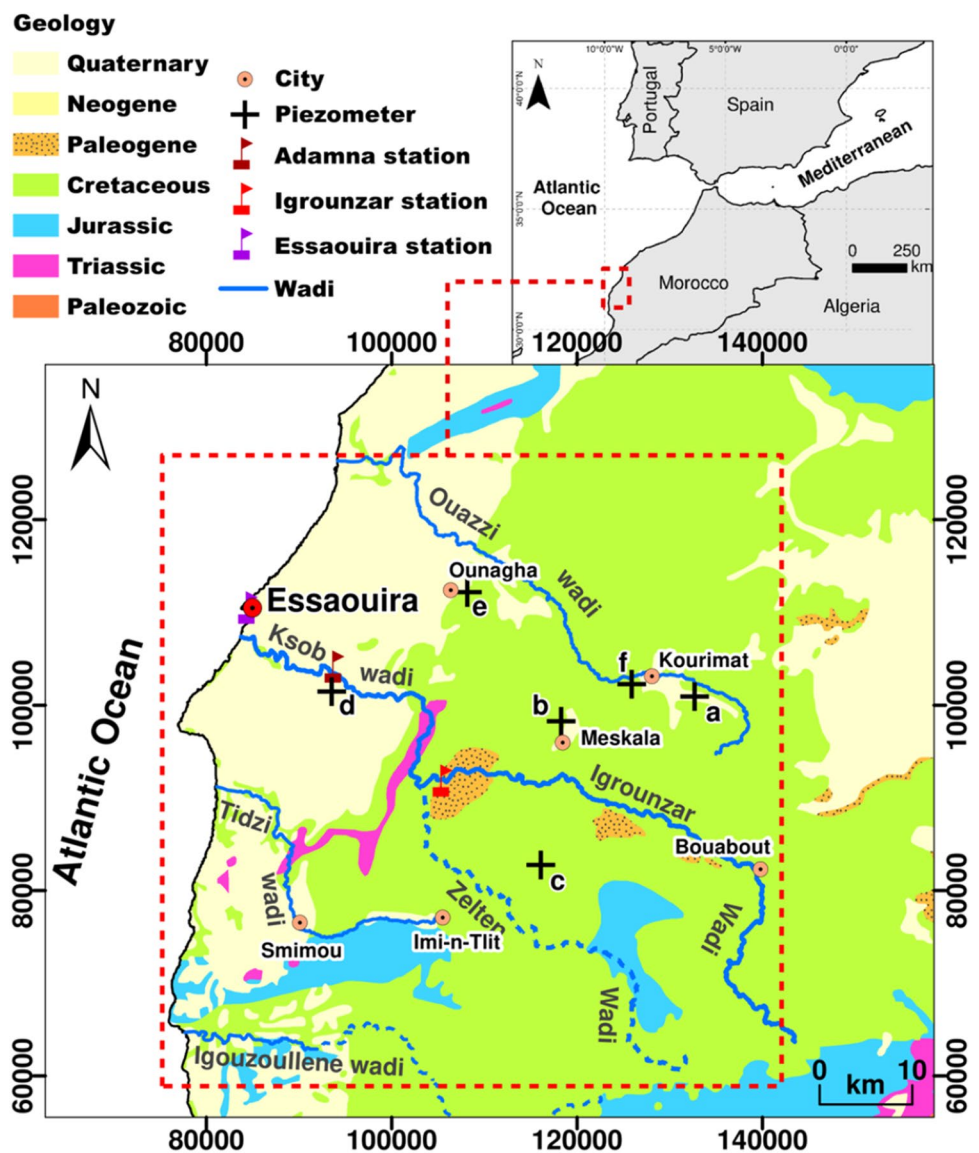 Geology
Quaternary
Neogene
Paleogene
Cretaceous
Jurassic
Triassic
Paleozoic
City
Piezometer
Adamna station
Igrounzar station
Essaouira station
Wadi
10°0'0"W
5°0'0"W
0°0'0"
N
40°0'0"N
35°0'0"N
30°0'0"N
Portugal
Spain
Mediterranean
Atlantic
Ocean
0 250
km
Morocco
Algeria
80000 100000 120000 140000
N
120000
100000
80000
60000
120000
100000
80000
60000
Ouazzi
wadi
Ounagha
e
Essaouira
Ksob
wadi
d
f
Kourimat
a
b
Meskala
Atlantic Ocean
Igrounzar
Tidzi
wadi
Bouabout
c
Zelten
Wadi
Wadi
Smimou
Imi-n-Tlit
Igouzoullene wadi
0 10
km
80000 100000 120000 140000